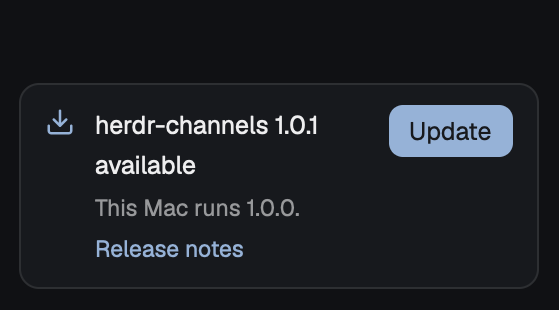 herdr-channels 1.0.1
available
Update
This Mac runs 1.0.0.
Release notes